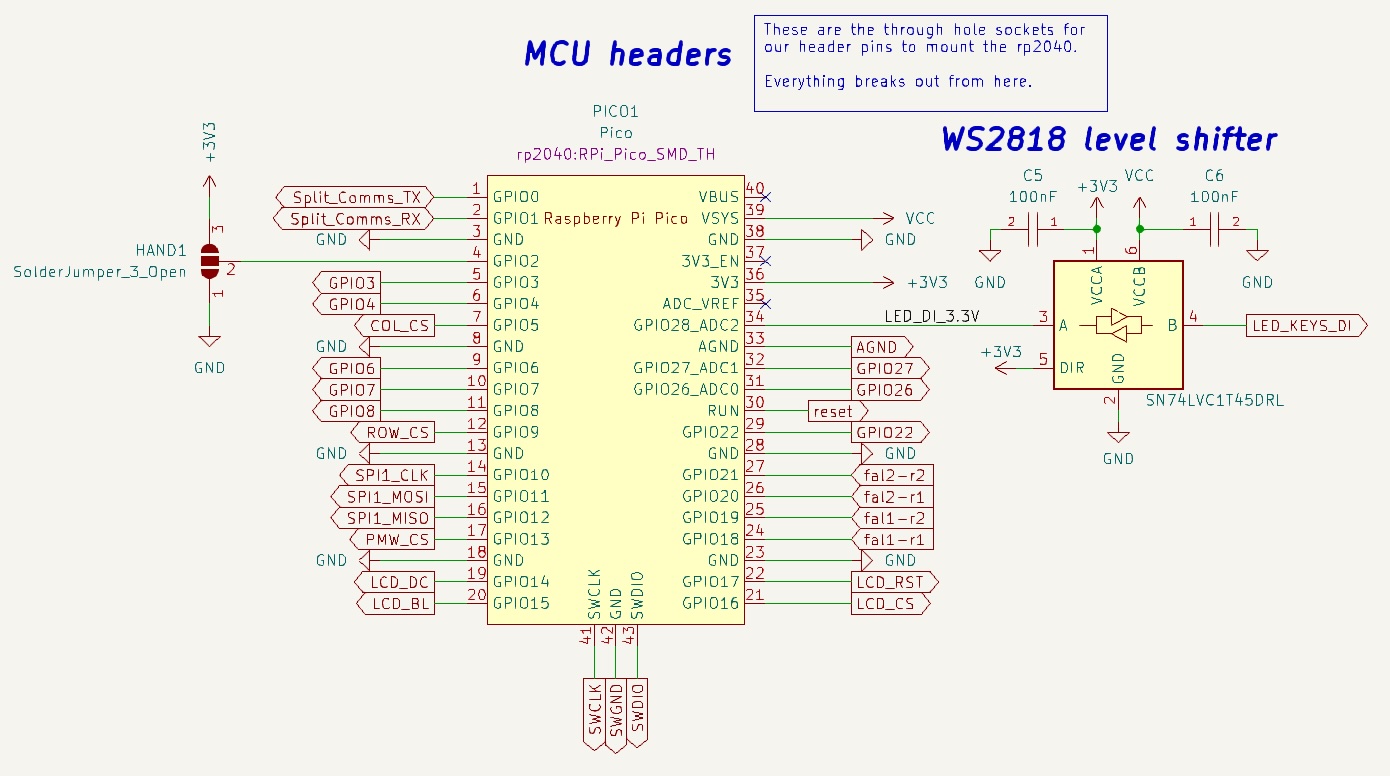 MCU headers
These are the through hole sockets for
our header pins to mount the rp2040.
Everything breaks out from here.
PICO1
Pico
rp2040:RPi_Pico_SMD_TH
WS2818 level shifter
+3V3
3
HAND1
SolderJumper_3_Open
2
1
GND
Split_Comms_TX 1 GPIO0
Split_Comms_RX 2 GPIO1
Raspberry Pi Pico
GND 3 GND
4 GPIO2
GPIO3 5 GPIO3
GPIO4 6 GPIO4
COL_CS 7 GPIO5
GND 8 GND
GPIO6 9 GPIO6
GPIO7 10 GPIO7
GPIO8 11 GPIO8
ROW_CS 12 GPIO9
GND 13 GND
SPI1_CLK 14 GPIO10
SPI1_MOSI 15 GPIO11
SPI1_MISO 16 GPIO12
PMW_CS 17 GPIO13
GND 18 GND
LCD_DC 19 GPIO14
LCD_BL 20 GPIO15
VBUS 40
VSYS 39 VCC
GND 38 GND
3V3_EN 37
3V3 36 +3V3
ADC_VREF 35
GPIO28_ADC2 34 LED_DI_3.3V
AGND 33 AGND
GPIO27_ADC1 32 GPIO27
GPIO26_ADC0 31 GPIO26
RUN 30 reset
GPIO22 29 GPIO22
GND 28 GND
GPIO21 27 fal2-r2
GPIO20 26 fal2-r1
GPIO19 25 fal1-r2
GPIO18 24 fal1-r1
GND 23 GND
GPIO17 22 LCD_RST
GPIO16 21 LCD_CS
SWCLK GND SWDIO
41 42 43
SWCLK SWGND SWDIO
C5
100nF
2 1
GND
+3V3
VCC
C6
100nF
1 2
GND
1 6
VCCA VCCB
3 A
B 4
LED_KEYS_DI
+3V3
5 DIR
GND
2
SN74LVC1T45DRL
GND